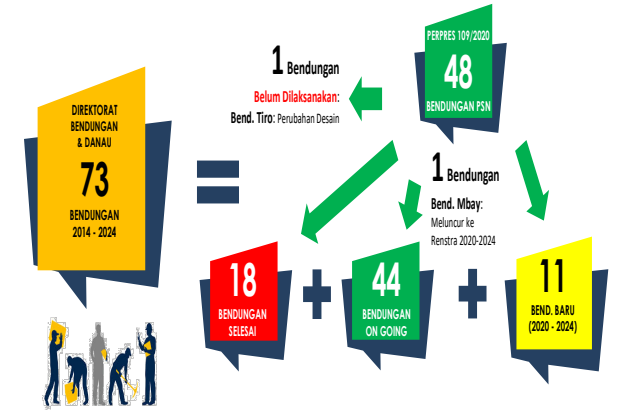 PERPRES 109/2020
48
BENDUNGAN PSN
1 Bendungan
Belum Dilaksanakan:
Bend. Tiro: Perubahan Desain
DIREKTORAT
BENDUNGAN
& DANAU
73
BENDUNGAN
2014 - 2024
=
1 Bendungan
Bend. Mbay:
Meluncur ke
Renstra 2020-2024
18
BENDUNGAN
SELESAI
+
44
BENDUNGAN
ON GOING
+
11
BEND. BARU
(2020 - 2024)